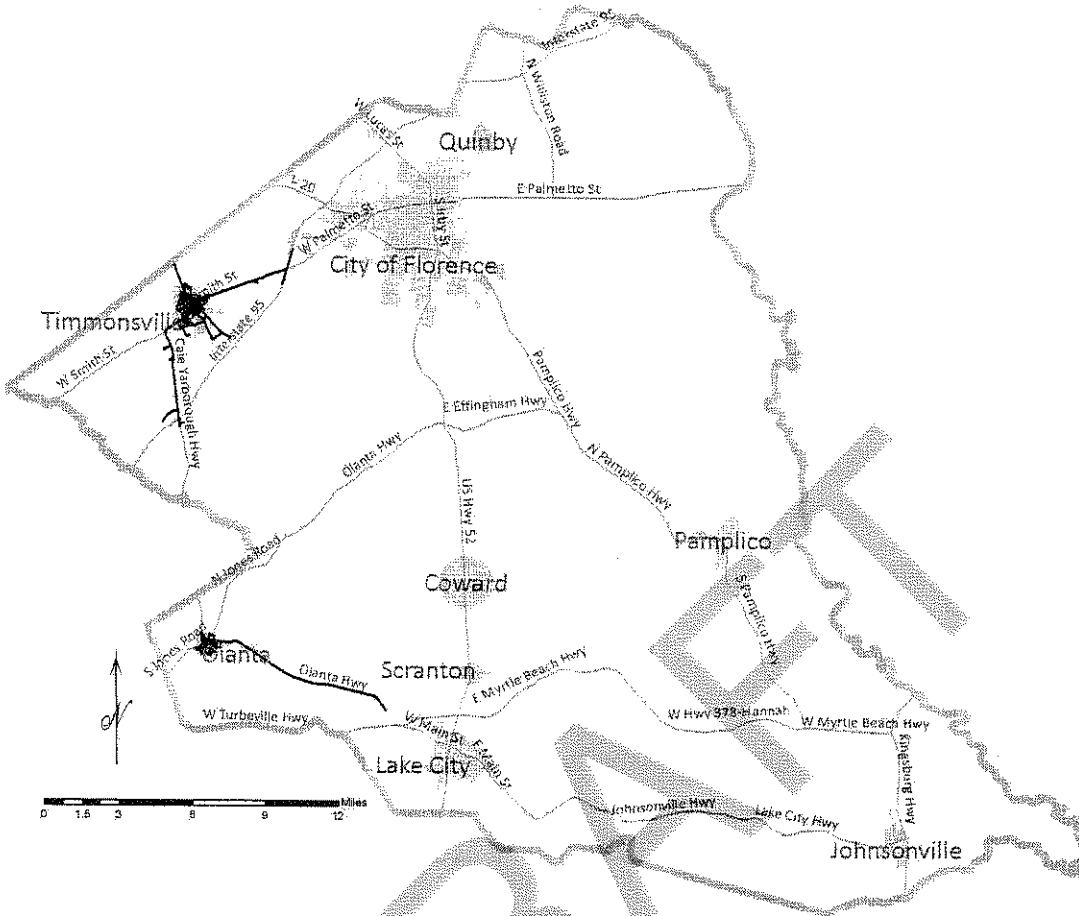 Interstate 95
N Williston Road
W Lucas St
Quinby
I-20
E Palmetto St
S Irby St
W Palmetto St
City of Florence
Smith St
Timmonsville
Interstate 95
W Smith St
Cale Yarborough Hwy
Pamplico Hwy
E Effingham Hwy
Olanta Hwy
N Pamplico Hwy
US Hwy 52
Pamplico
N Jones Road
Coward
S Pamplico Hwy
S Jones Road
Olanta
Scranton
Olanta Hwy
E Myrtle Beach Hwy
W Turbeville Hwy
W Main St
W Hwy 378-Hannah
W Myrtle Beach Hwy
E Main St
Lake City
Kingsburg Hwy
N
Miles
0 1.5 3 6 9 12
Johnsonville Hwy
Lake City Hwy
Johnsonville